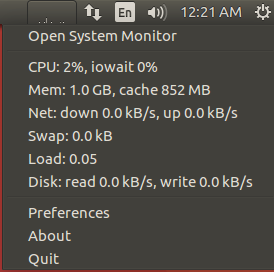 En 12:21 AM
Open System Monitor
CPU: 2%, iowait 0%
Mem: 1.0 GB, cache 852 MB
Net: down 0.0 kB/s, up 0.0 kB/s
Swap: 0.0 kB
Load: 0.05
Disk: read 0.0 kB/s, write 0.0 kB/s
Preferences
About
Quit